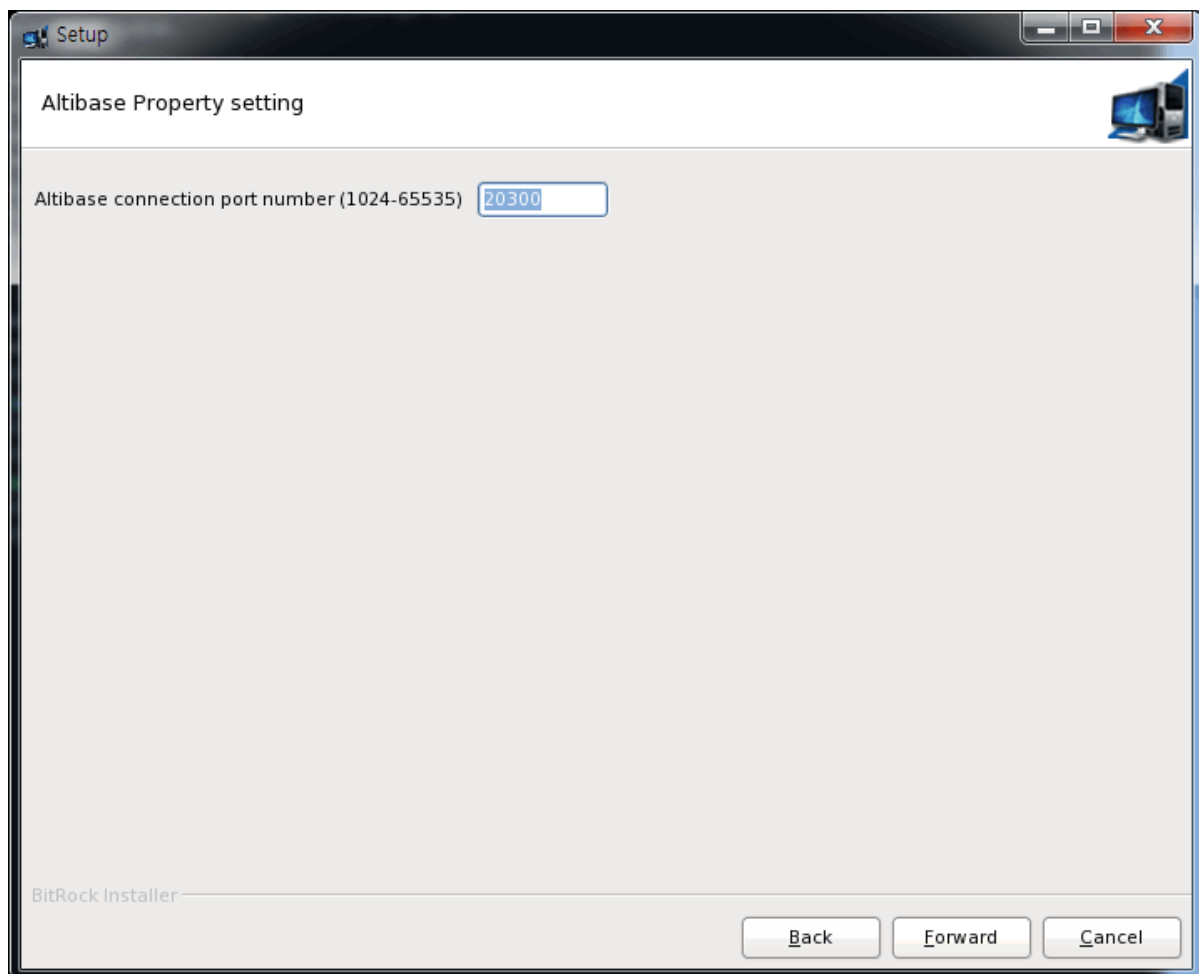 Setup
Altibase Property setting
Altibase connection port number (1024-65535) 20300
BitRock Installer
Back Forward Cancel